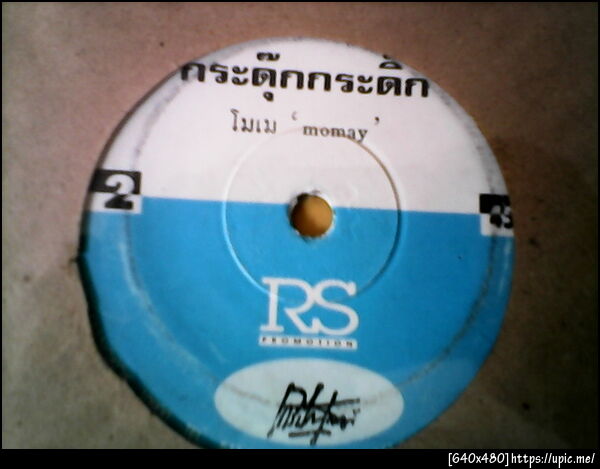 กระดุ๊กกระดิ๊ก
โมเม ‘momay’
2
45
RS
PROMOTION
[640x480]https://upic.me/